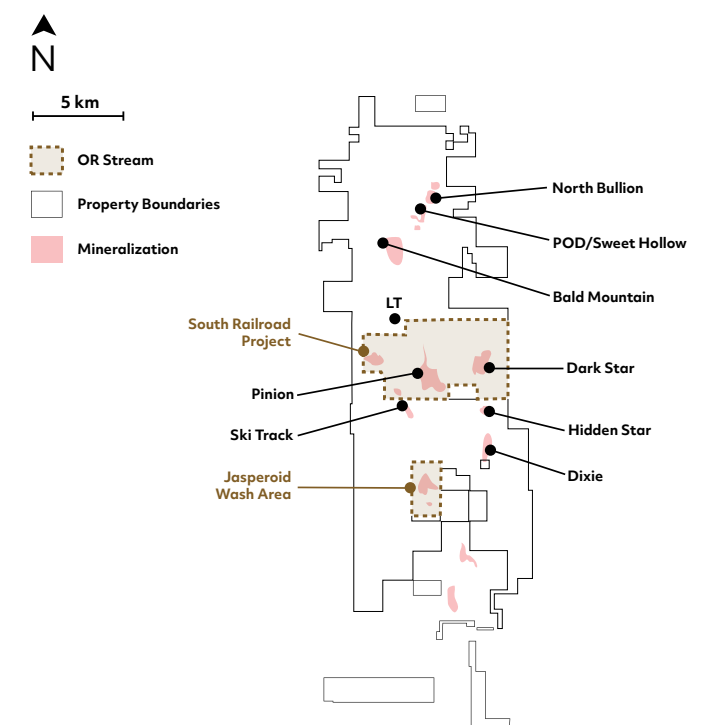 N
5 km
OR Stream
Property Boundaries
Mineralization
North Bullion
POD/Sweet Hollow
Bald Mountain
LT
South Railroad
Project
Dark Star
Pinion
Hidden Star
Ski Track
Dixie
Jasperoid
Wash Area